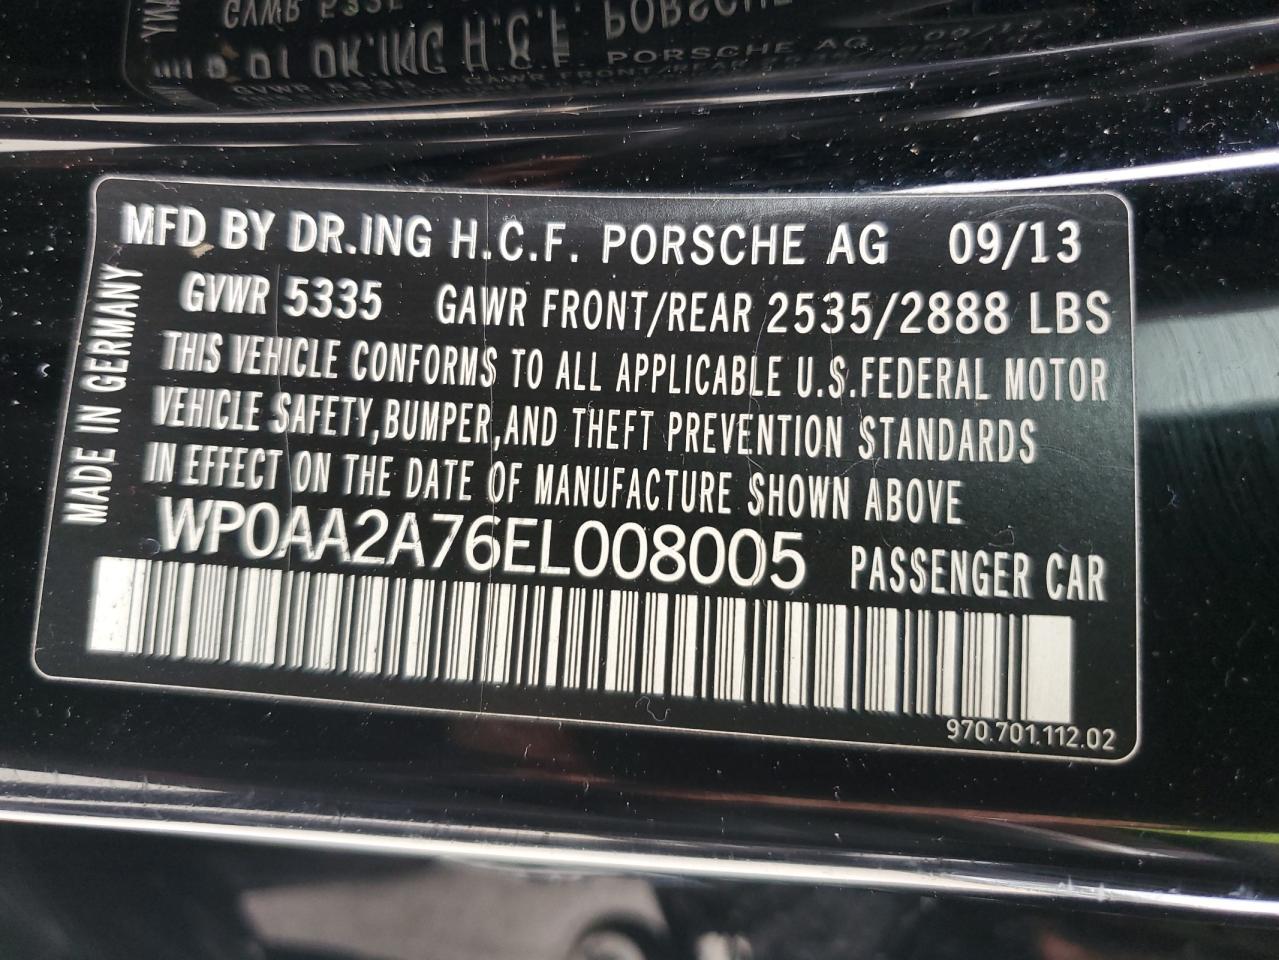 MFD BY DR.ING H.C.F. PORSCHE AG 09/13
GVWR 5335 GAWR FRONT/REAR 2535/2888 LBS
THIS VEHICLE CONFORMS TO ALL APPLICABLE U.S.FEDERAL MOTOR
VEHICLE SAFETY,BUMPER,AND THEFT PREVENTION STANDARDS
IN EFFECT ON THE DATE OF MANUFACTURE SHOWN ABOVE
WP0AA2A76EL008005 PASSENGER CAR
970.701.112.02
MADE IN GERMANY